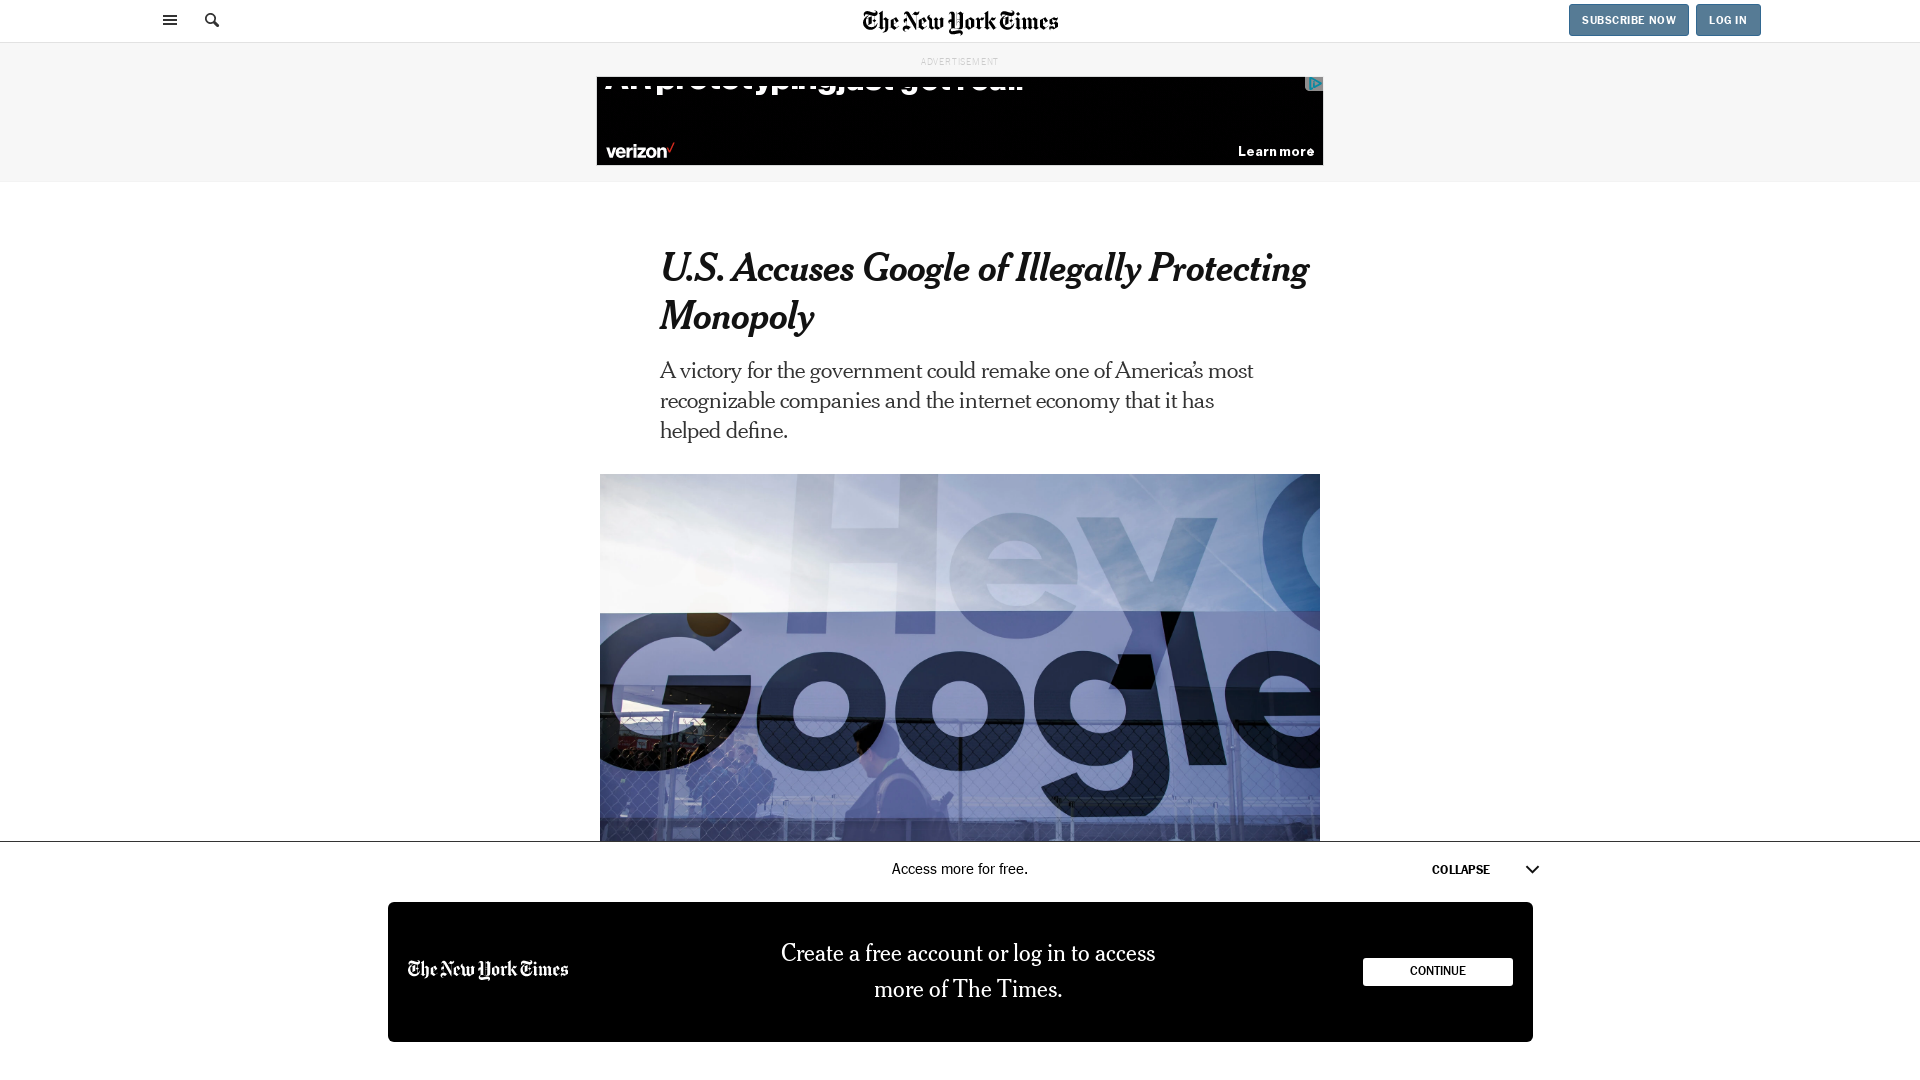 The New York Times
SUBSCRIBE NOW
LOG IN
ADVERTISEMENT
verizon
Learn more
U.S. Accuses Google of Illegally Protecting
Monopoly
A victory for the government could remake one of America’s most
recognizable companies and the internet economy that it has
helped define.
Hey G
Google
Access more for free.
COLLAPSE
The New York Times
Create a free account or log in to access
more of The Times.
CONTINUE